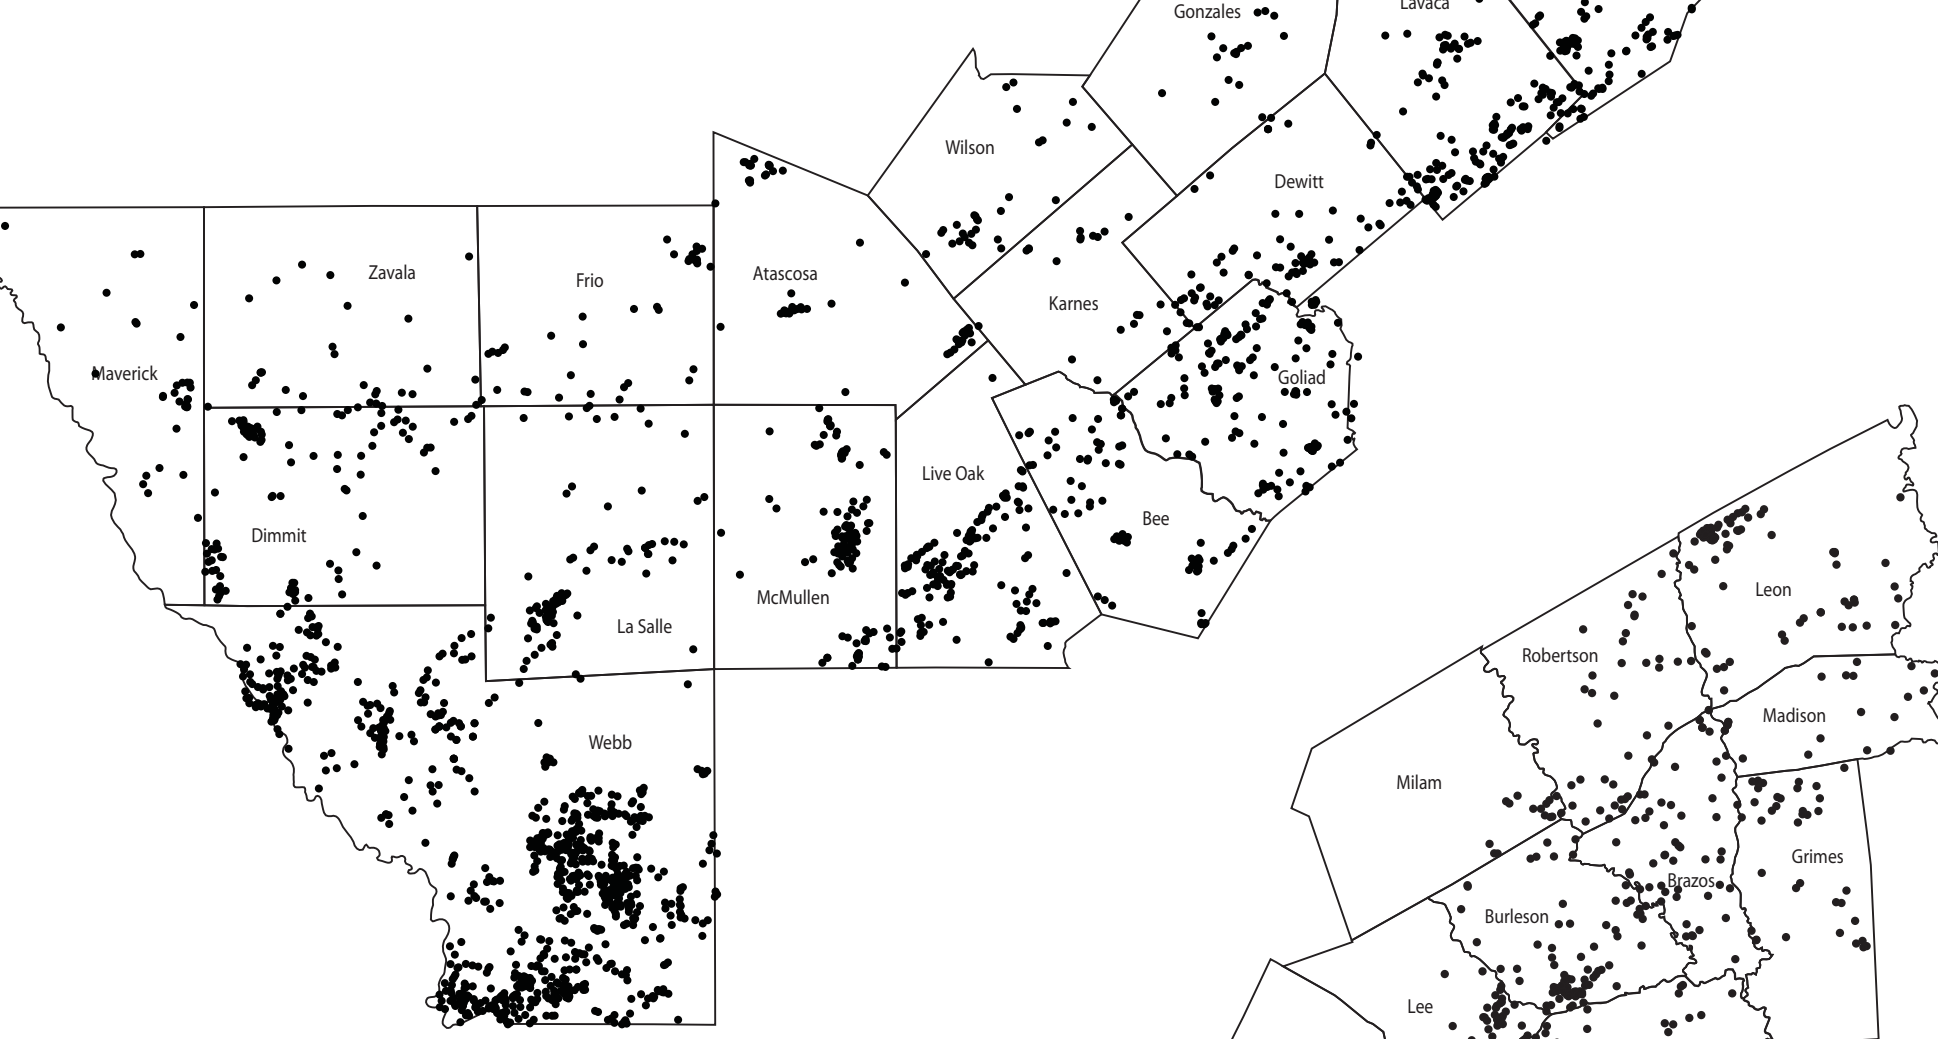 Gonzales
Lavaca
Wilson
Dewitt
Zavala
Frio
Atascosa
Karnes
Maverick
Goliad
Live Oak
Bee
Dimmit
McMullen
La Salle
Leon
Robertson
Webb
Madison
Milam
Grimes
Brazos
Burleson
Lee